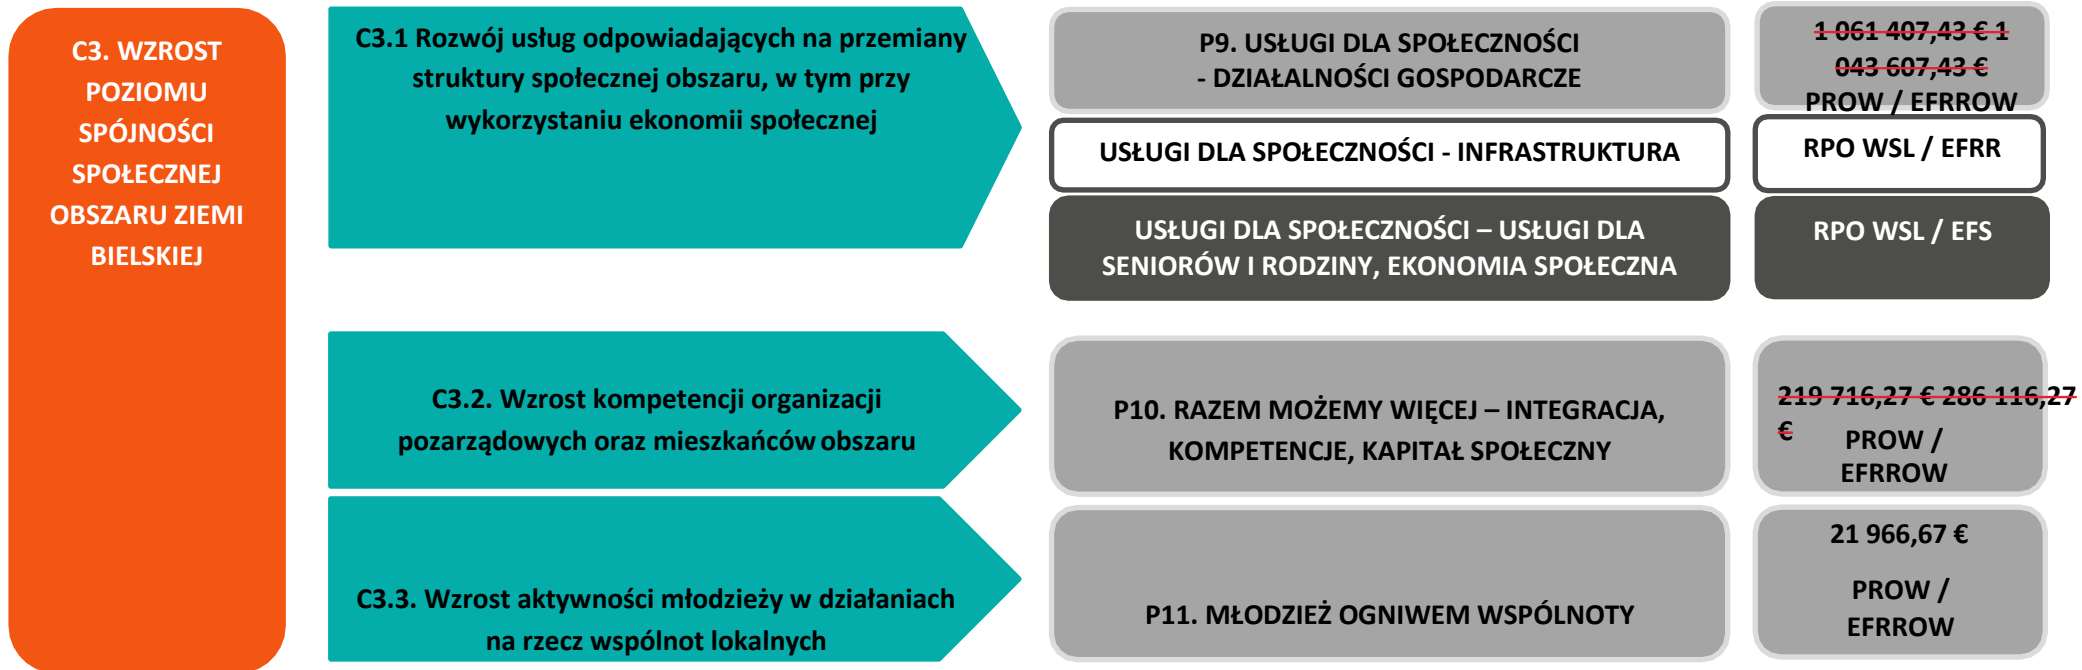 C3. WZROST
POZIOMU
SPÓJNOŚCI
SPOŁECZNEJ
OBSZARU ZIEMI
BIELSKIEJ
C3.1 Rozwój usług odpowiadających na przemiany
struktury społecznej obszaru, w tym przy
wykorzystaniu ekonomii społecznej
P9. USŁUGI DLA SPOŁECZNOŚCI
- DZIAŁALNOŚCI GOSPODARCZE
1 061 407,43 € 1
043 607,43 €
PROW / EFRROW
USŁUGI DLA SPOŁECZNOŚCI - INFRASTRUKTURA
RPO WSL / EFRR
USŁUGI DLA SPOŁECZNOŚCI – USŁUGI DLA
SENIORÓW I RODZINY, EKONOMIA SPOŁECZNA
RPO WSL / EFS
C3.2. Wzrost kompetencji organizacji
pozarządowych oraz mieszkańców obszaru
P10. RAZEM MOŻEMY WIĘCEJ – INTEGRACJA,
KOMPETENCJE, KAPITAŁ SPOŁECZNY
219 716,27 € 286 116,27
€ PROW /
EFRROW
C3.3. Wzrost aktywności młodzieży w działaniach
na rzecz wspólnot lokalnych
P11. MŁODZIEŻ OGNIWEM WSPÓLNOTY
21 966,67 €
PROW /
EFRROW